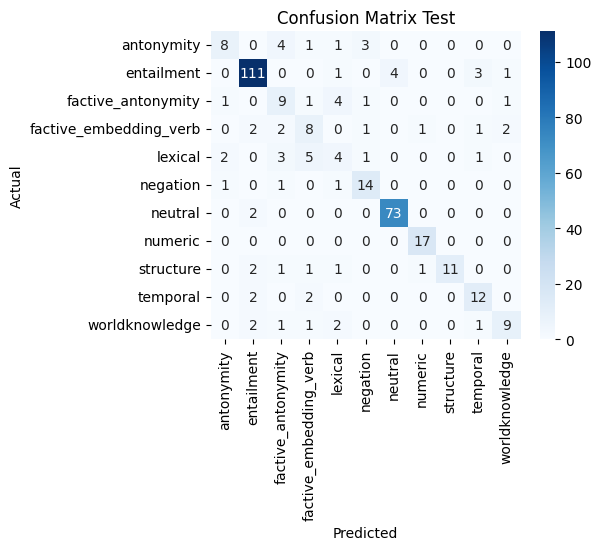 Confusion Matrix Test
Actual
antonymity 8 0 4 1 1 3 0 0 0 0 0
entailment 0 111 0 0 1 0 4 0 0 3 1
factive_antonymity 1 0 9 1 4 1 0 0 0 0 1
factive_embedding_verb 0 2 2 8 0 1 0 1 0 1 2
lexical 2 0 3 5 4 1 0 0 0 1 0
negation 1 0 1 0 1 14 0 0 0 0 0
neutral 0 2 0 0 0 0 73 0 0 0 0
numeric 0 0 0 0 0 0 0 17 0 0 0
structure 0 2 1 1 1 0 0 1 11 0 0
temporal 0 2 0 2 0 0 0 0 0 12 0
worldknowledge 0 2 1 1 2 0 0 0 0 1 9
antonymity
entailment
factive_antonymity
factive_embedding_verb
lexical
negation
neutral
numeric
structure
temporal
worldknowledge
Predicted
100
80
60
40
20
0